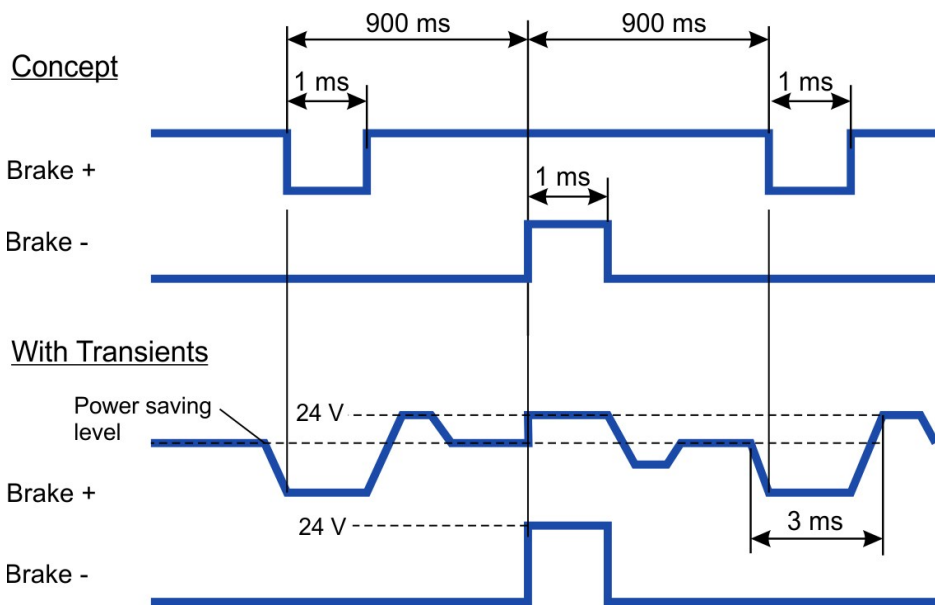 900 ms
900 ms
Concept
1 ms
1 ms
Brake +
1 ms
Brake -
With Transients
Power saving
level
24 V
Brake +
24 V
3 ms
Brake -